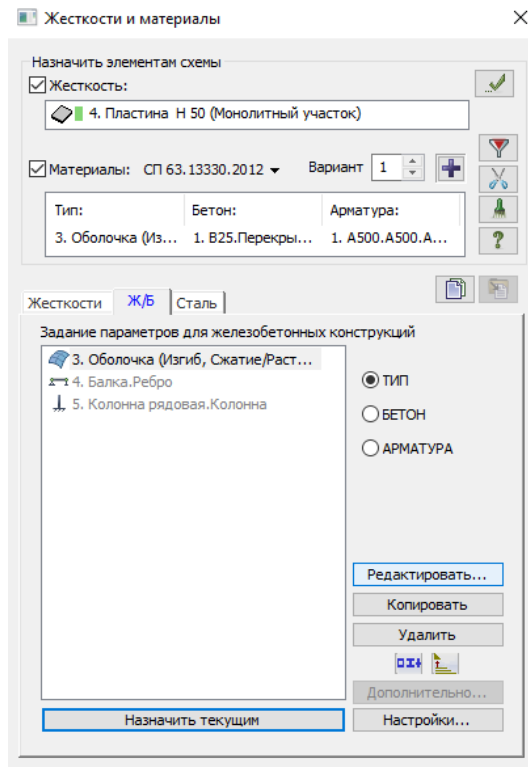 Жесткости и материалы
Назначить элементам схемы
Жесткость:
4. Пластина H 50 (Монолитный участок)
Материалы: СП 63.13330.2012 Вариант 1
Тип: Бетон: Арматура:
3. Оболочка (Из... 1. B25.Перекры... 1. A500.A500.A...
Жесткости Ж/Б Сталь
Задание параметров для железобетонных конструкций
3. Оболочка (Изгиб, Сжатие/Раст...
4. Балка.Ребро
5. Колонна рядовая.Колонна
ТИП
БЕТОН
АРМАТУРА
Редактировать...
Копировать
Удалить
Дополнительно...
Назначить текущим Настройки...